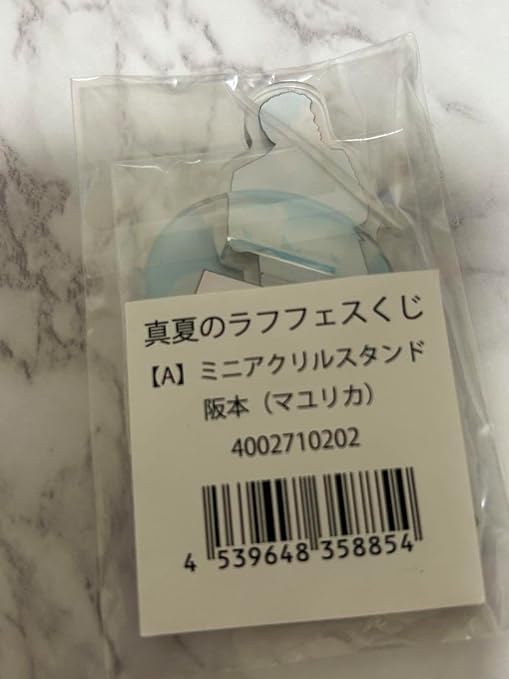 真夏のラフフェスくじ
【A】ミニアクリルスタンド
阪本（マユリカ）
4002710202
4 539648 358854